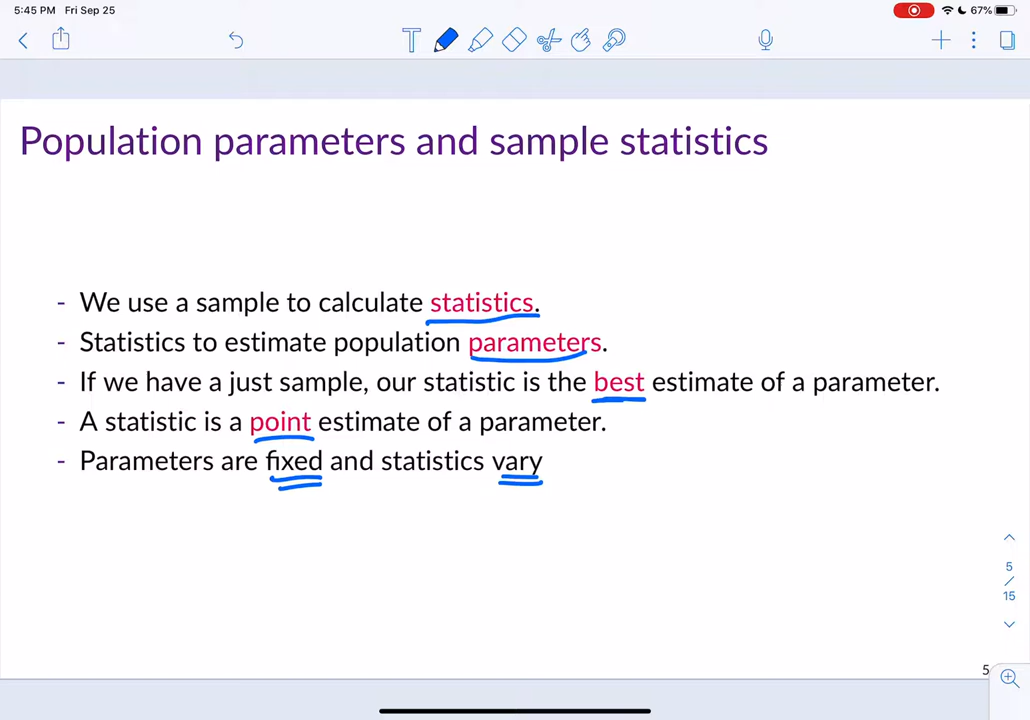 5:45 PM Fri Sep 25
67%
T
Population parameters and sample statistics
- We use a sample to calculate statistics.
- Statistics to estimate population parameters.
- If we have a just sample, our statistic is the best estimate of a parameter.
- A statistic is a point estimate of a parameter.
- Parameters are fixed and statistics vary
5
/
15
5